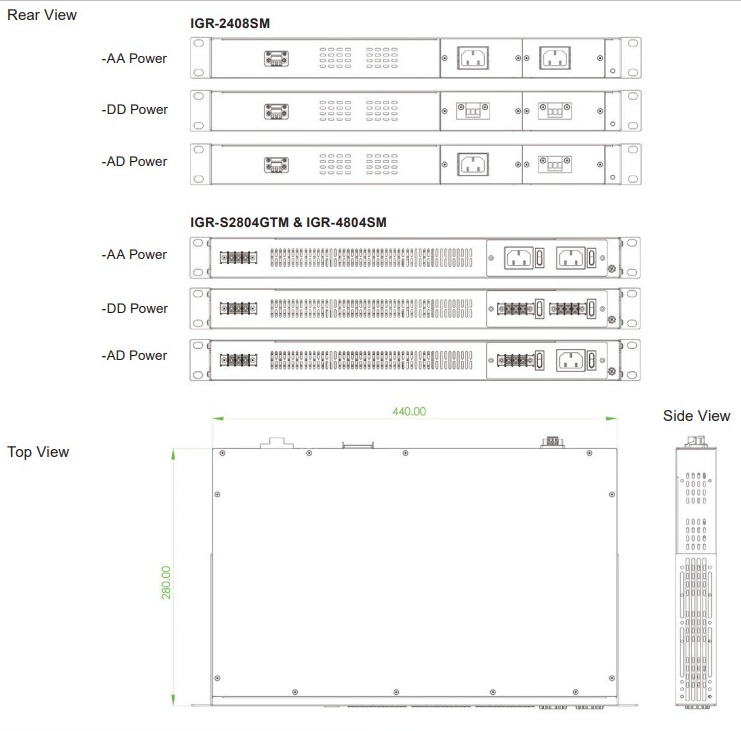 Rear View
IGR-2408SM
-AA Power
-DD Power
-AD Power
IGR-S2804GTM & IGR-4804SM
-AA Power
-DD Power
-AD Power
440.00
Side View
Top View
280.00